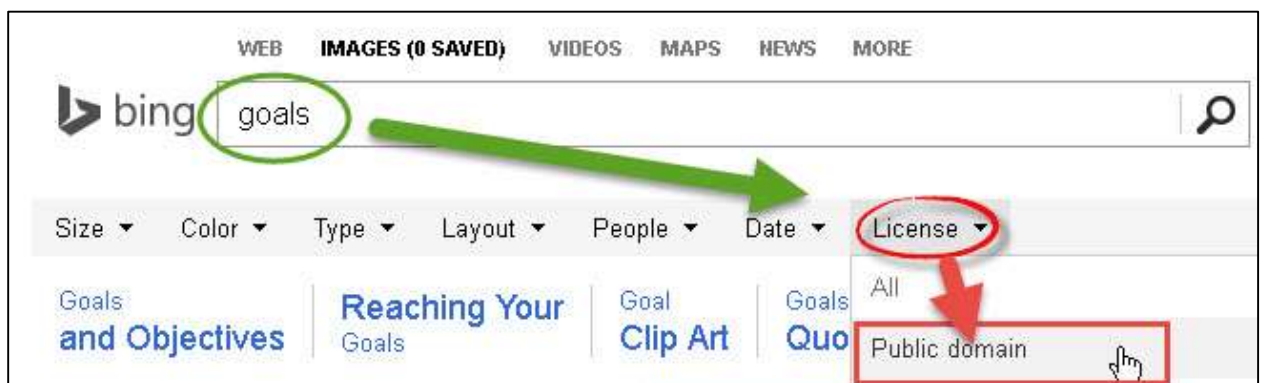 WEB IMAGES (0 SAVED) VIDEOS MAPS NEWS MORE
bing goals
Size Color Type Layout People Date License
All
Goals and Objectives
Reaching Your Goals
Goal Clip Art
Goals Quo
Public domain